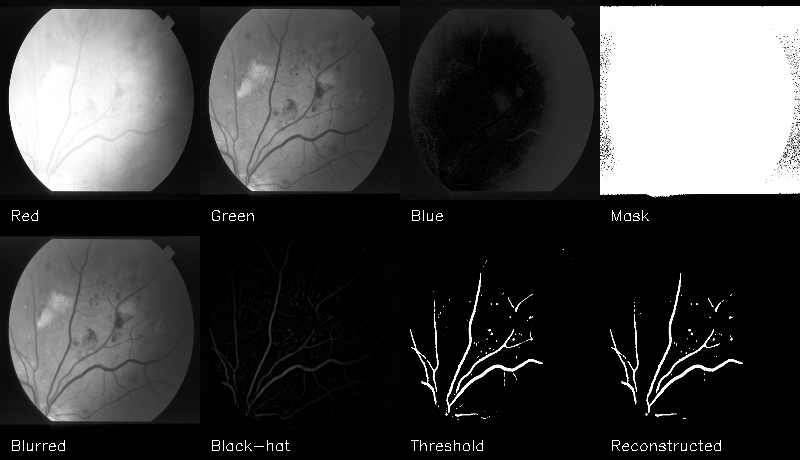 Red
Green
Blue
Mask
Blurred
Black-hat
Threshold
Reconstructed